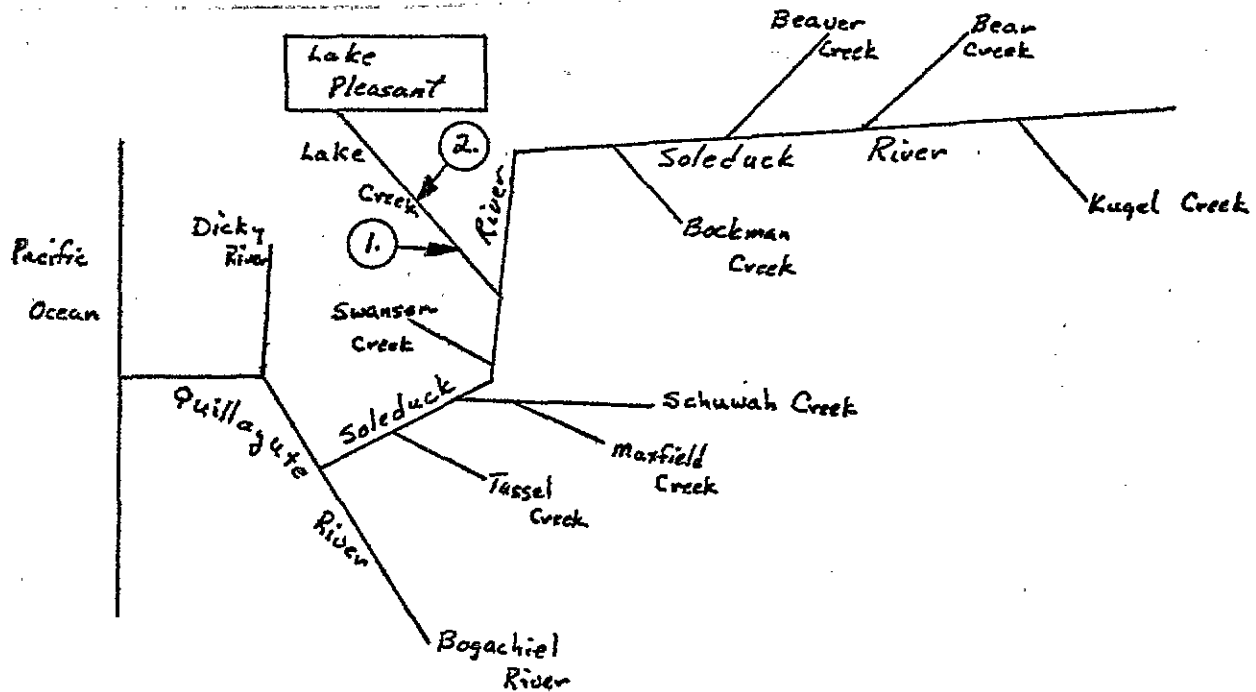 Beaver
Creek
Bear
Creek
Lake
Pleasant
Lake
Creek
2.
1.
River
Soleduck River
Bockman
Creek
Kugel Creek
Dicky
River
Pacific
Ocean
Swanson
Creek
Quillayute
River
Soleduck
Schuwah Creek
Maxfield
Creek
Tassel
Creek
Bogachiel
River